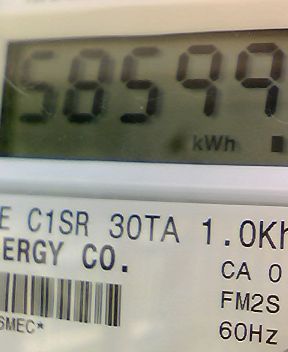 58599
kWh
E C1SR 30TA 1.0Kh
ERGY CO.
CA 0
FM2S
60Hz
SMEC*